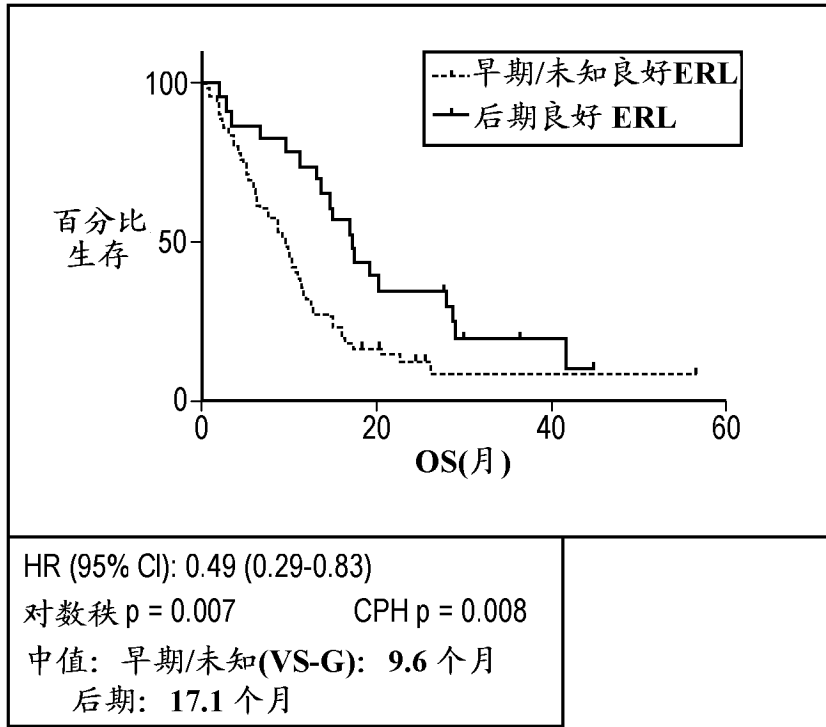 早期/未知良好ERL
后期良好 ERL
100
百分比
生存
50
0
0
20
40
60
OS(月)
HR (95% CI): 0.49 (0.29-0.83)
对数秩 p = 0.007 CPH p = 0.008
中值: 早期/未知(VS-G): 9.6 个月
后期: 17.1 个月